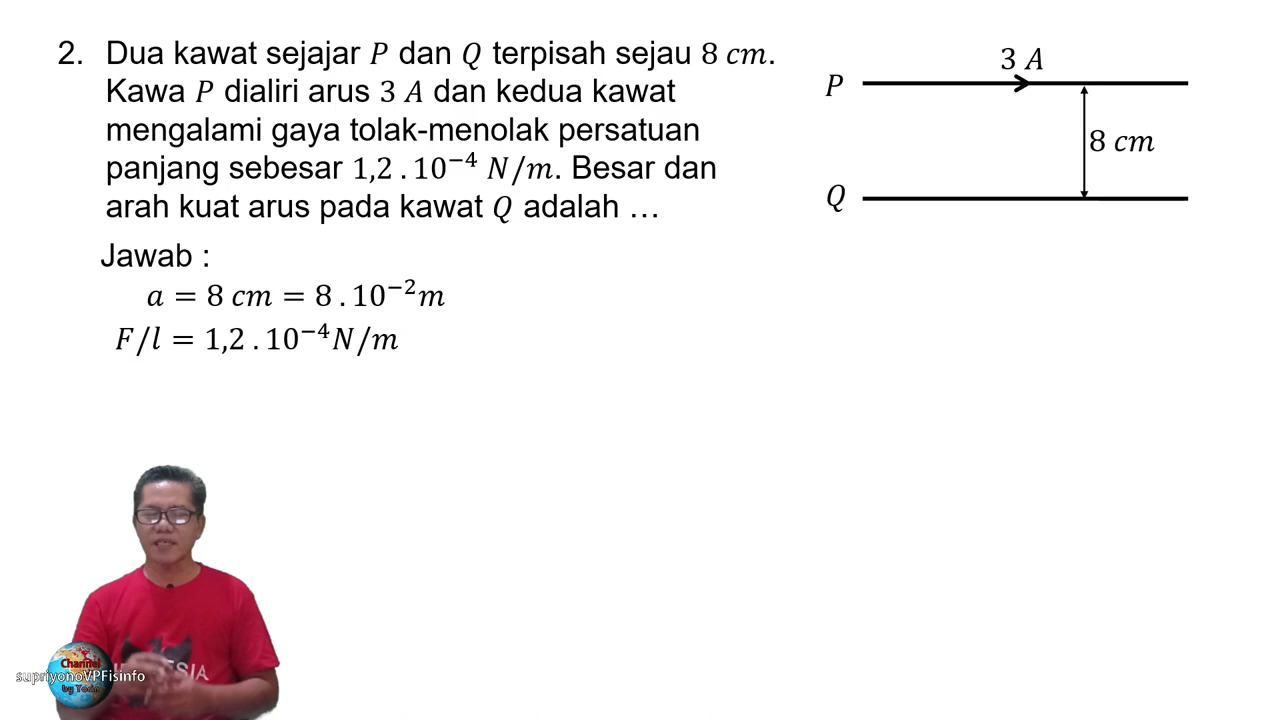 2. Dua kawat sejajar P dan Q terpisah sejau 8 cm.
Kawa P dialiri arus 3 A dan kedua kawat
mengalami gaya tolak-menolak persatuan
panjang sebesar 1,2 . 10⁻⁴ N/m. Besar dan
arah kuat arus pada kawat Q adalah …
3 A
P
8 cm
Q
Jawab :
a = 8 cm = 8 . 10⁻² m
F/l = 1,2 . 10⁻⁴ N/m
Channel
supriyonoVPFisinfo